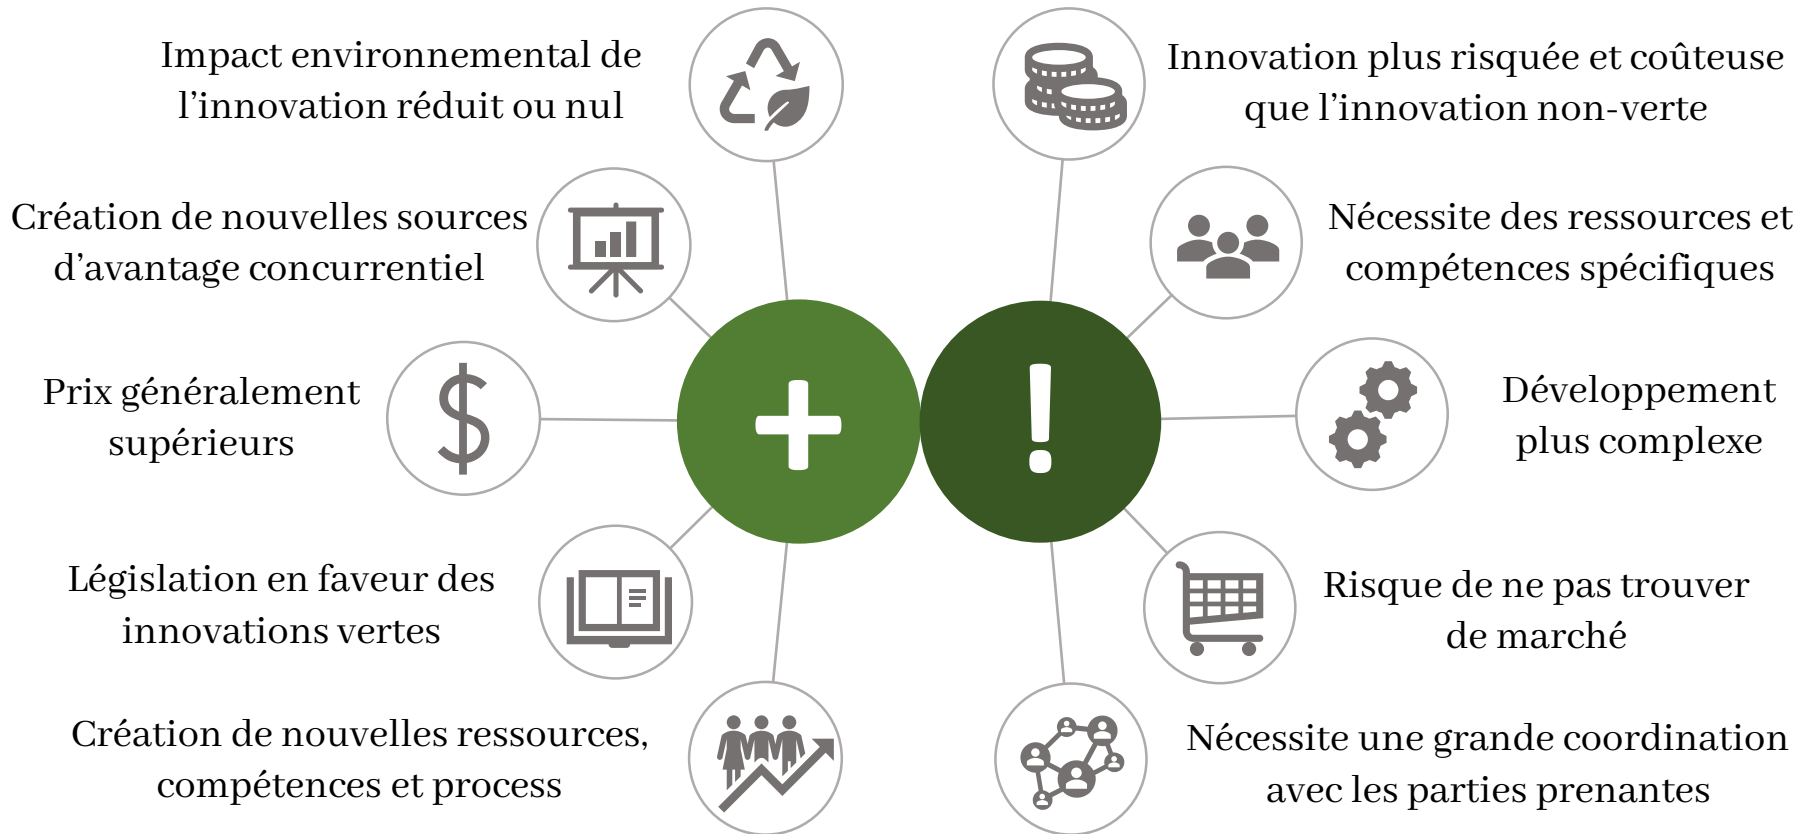 Impact environnemental de
l’innovation réduit ou nul
Création de nouvelles sources
d’avantage concurrentiel
Prix généralement
supérieurs
Législation en faveur des
innovations vertes
Création de nouvelles ressources,
compétences et process
+
!
Innovation plus risquée et coûteuse
que l’innovation non-verte
Nécessite des ressources et
compétences spécifiques
Développement
plus complexe
Risque de ne pas trouver
de marché
Nécessite une grande coordination
avec les parties prenantes